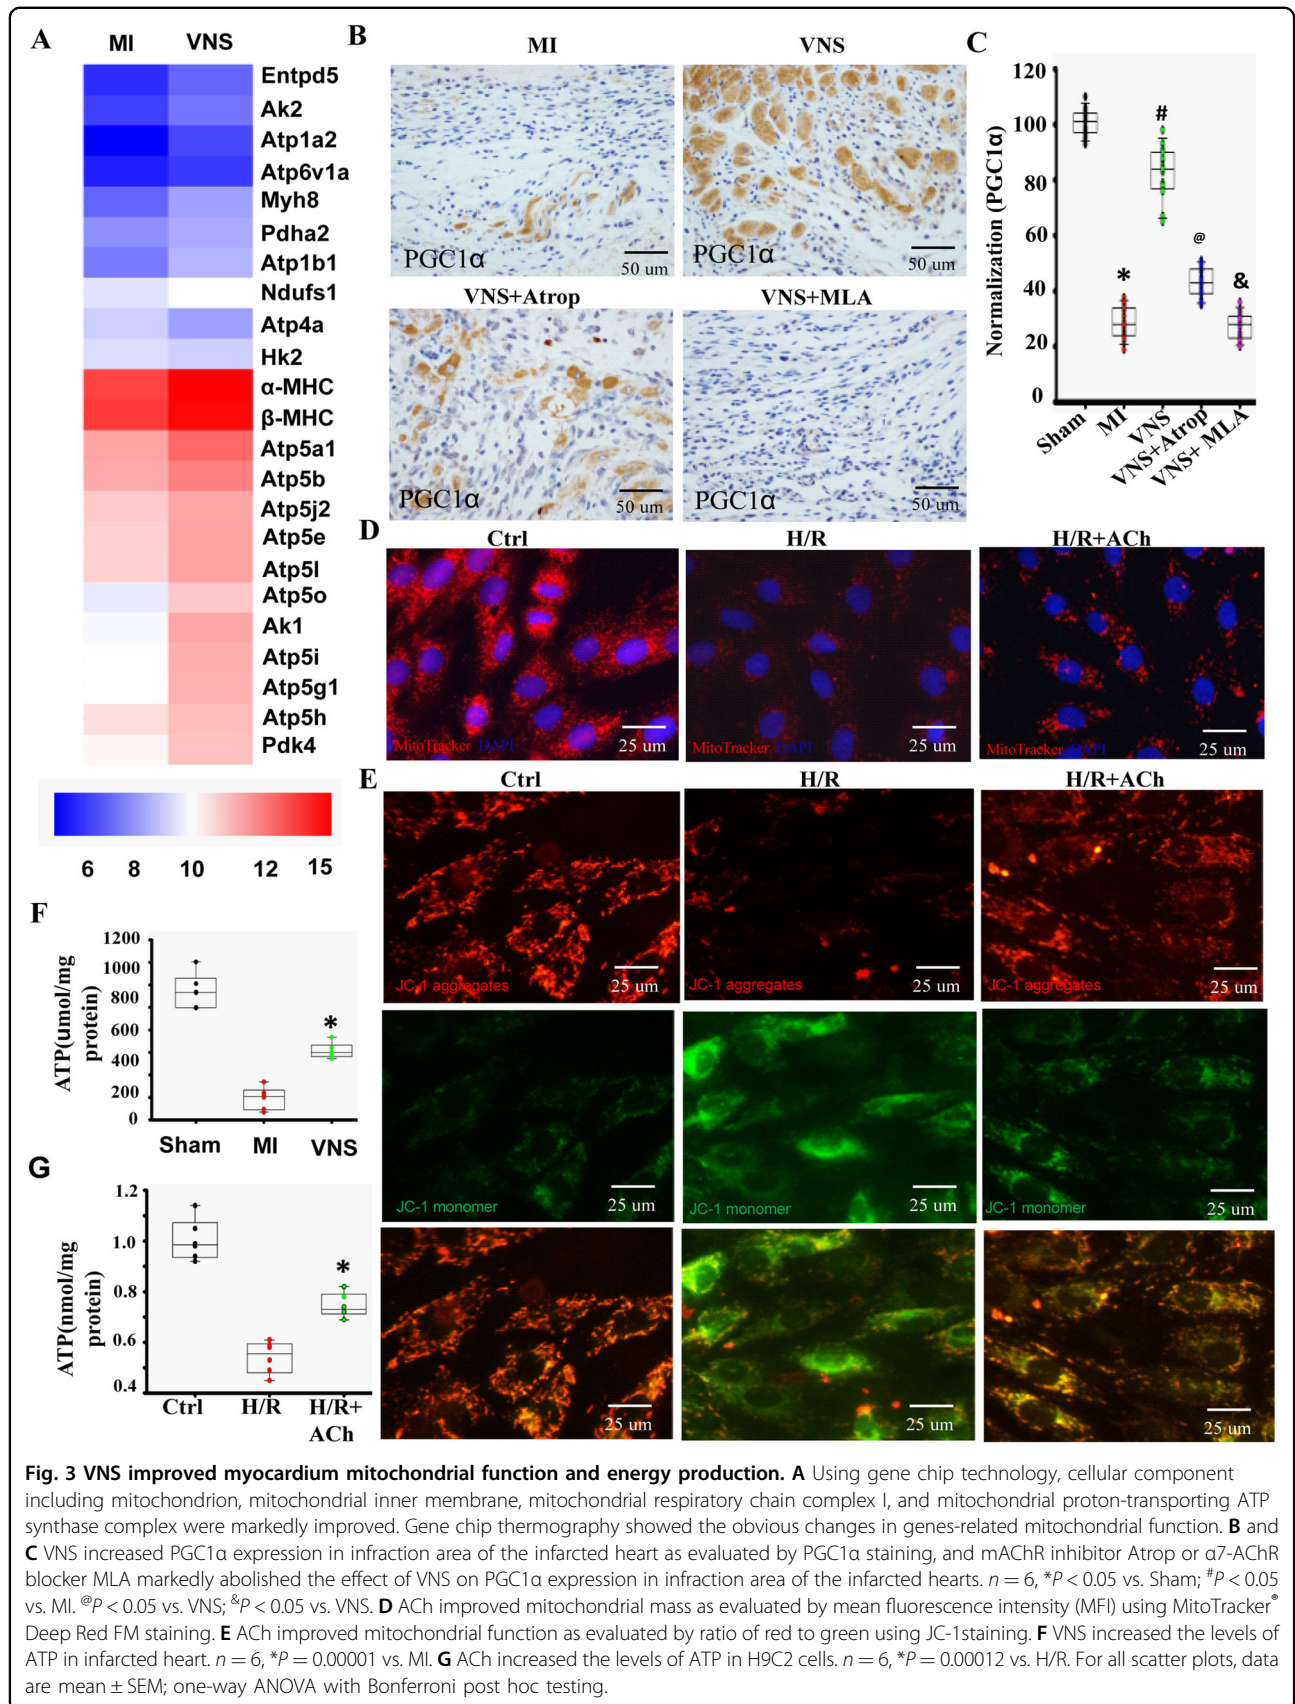 A
MI VNS
Entpd5
Ak2
Atp1a2
Atp6v1a
Myh8
Pdha2
Atp1b1
Ndufs1
Atp4a
Hk2
α-MHC
β-MHC
Atp5a1
Atp5b
Atp5j2
Atp5e
Atp5l
Atp5o
Ak1
Atp5i
Atp5g1
Atp5h
Pdk4
6 8 10 12 15
B
MI VNS
PGC1α 50 um
PGC1α 50 um
VNS+Atrop VNS+MLA
PGC1α 50 um
PGC1α 50 um
C
Normalization (PGC1α)
120
100
80
60
40
20
0
* # @ &
Sham MI VNS VNS+Atrop VNS+ MLA
D
Ctrl H/R H/R+ACh
MitoTracker DAPI 25 um
MitoTracker DAPI 25 um
MitoTracker DAPI 25 um
E
Ctrl H/R H/R+ACh
JC-1 aggregates 25 um
JC-1 aggregates 25 um
JC-1 aggregates 25 um
JC-1 monomer 25 um
JC-1 monomer 25 um
JC-1 monomer 25 um
25 um 25 um 25 um
F
ATP(umol/mg
protein)
1200
1000
800
600
400
200
0
*
Sham MI VNS
G
ATP(nmol/mg
protein)
1.2
1.0
0.8
0.6
0.4
*
Ctrl H/R H/R+
ACh
Fig. 3 VNS improved myocardium mitochondrial function and energy production. A Using gene chip technology, cellular component
including mitochondrion, mitochondrial inner membrane, mitochondrial respiratory chain complex I, and mitochondrial proton-transporting ATP
synthase complex were markedly improved. Gene chip thermography showed the obvious changes in genes-related mitochondrial function. B and
C VNS increased PGC1α expression in infraction area of the infarcted heart as evaluated by PGC1α staining, and mAChR inhibitor Atrop or α7-AChR
blocker MLA markedly abolished the effect of VNS on PGC1α expression in infraction area of the infarcted hearts. n = 6, *P < 0.05 vs. Sham; #P < 0.05
vs. MI. @P < 0.05 vs. VNS; &P < 0.05 vs. VNS. D ACh improved mitochondrial mass as evaluated by mean fluorescence intensity (MFI) using MitoTracker®
Deep Red FM staining. E ACh improved mitochondrial function as evaluated by ratio of red to green using JC-1staining. F VNS increased the levels of
ATP in infarcted heart. n = 6, *P = 0.00001 vs. MI. G ACh increased the levels of ATP in H9C2 cells. n = 6, *P = 0.00012 vs. H/R. For all scatter plots, data
are mean ± SEM; one-way ANOVA with Bonferroni post hoc testing.